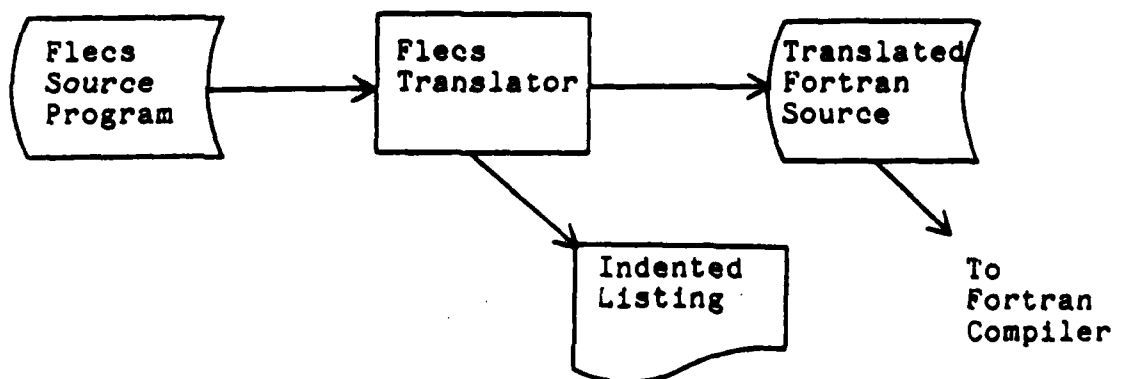 Flecs
Source
Program
Flecs
Translator
Translated
Fortran
Source
Indented
Listing
To
Fortran
Compiler